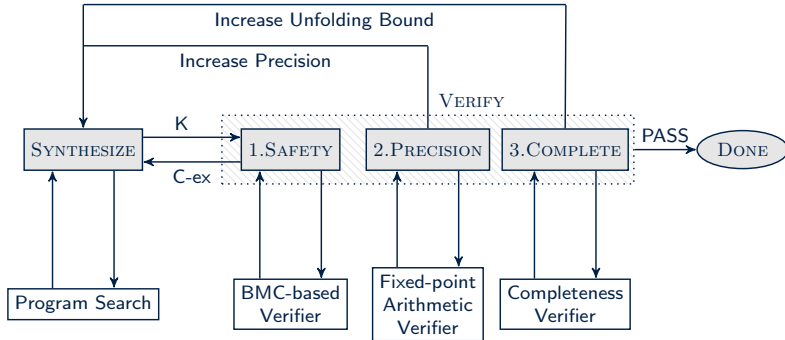 Increase Unfolding Bound
Increase Precision
VERIFY
K
PASS
SYNTHESIZE
1.SAFETY
2.PRECISION
3.COMPLETE
DONE
C-ex
Program Search
BMC-based
Verifier
Fixed-point
Arithmetic
Verifier
Completeness
Verifier